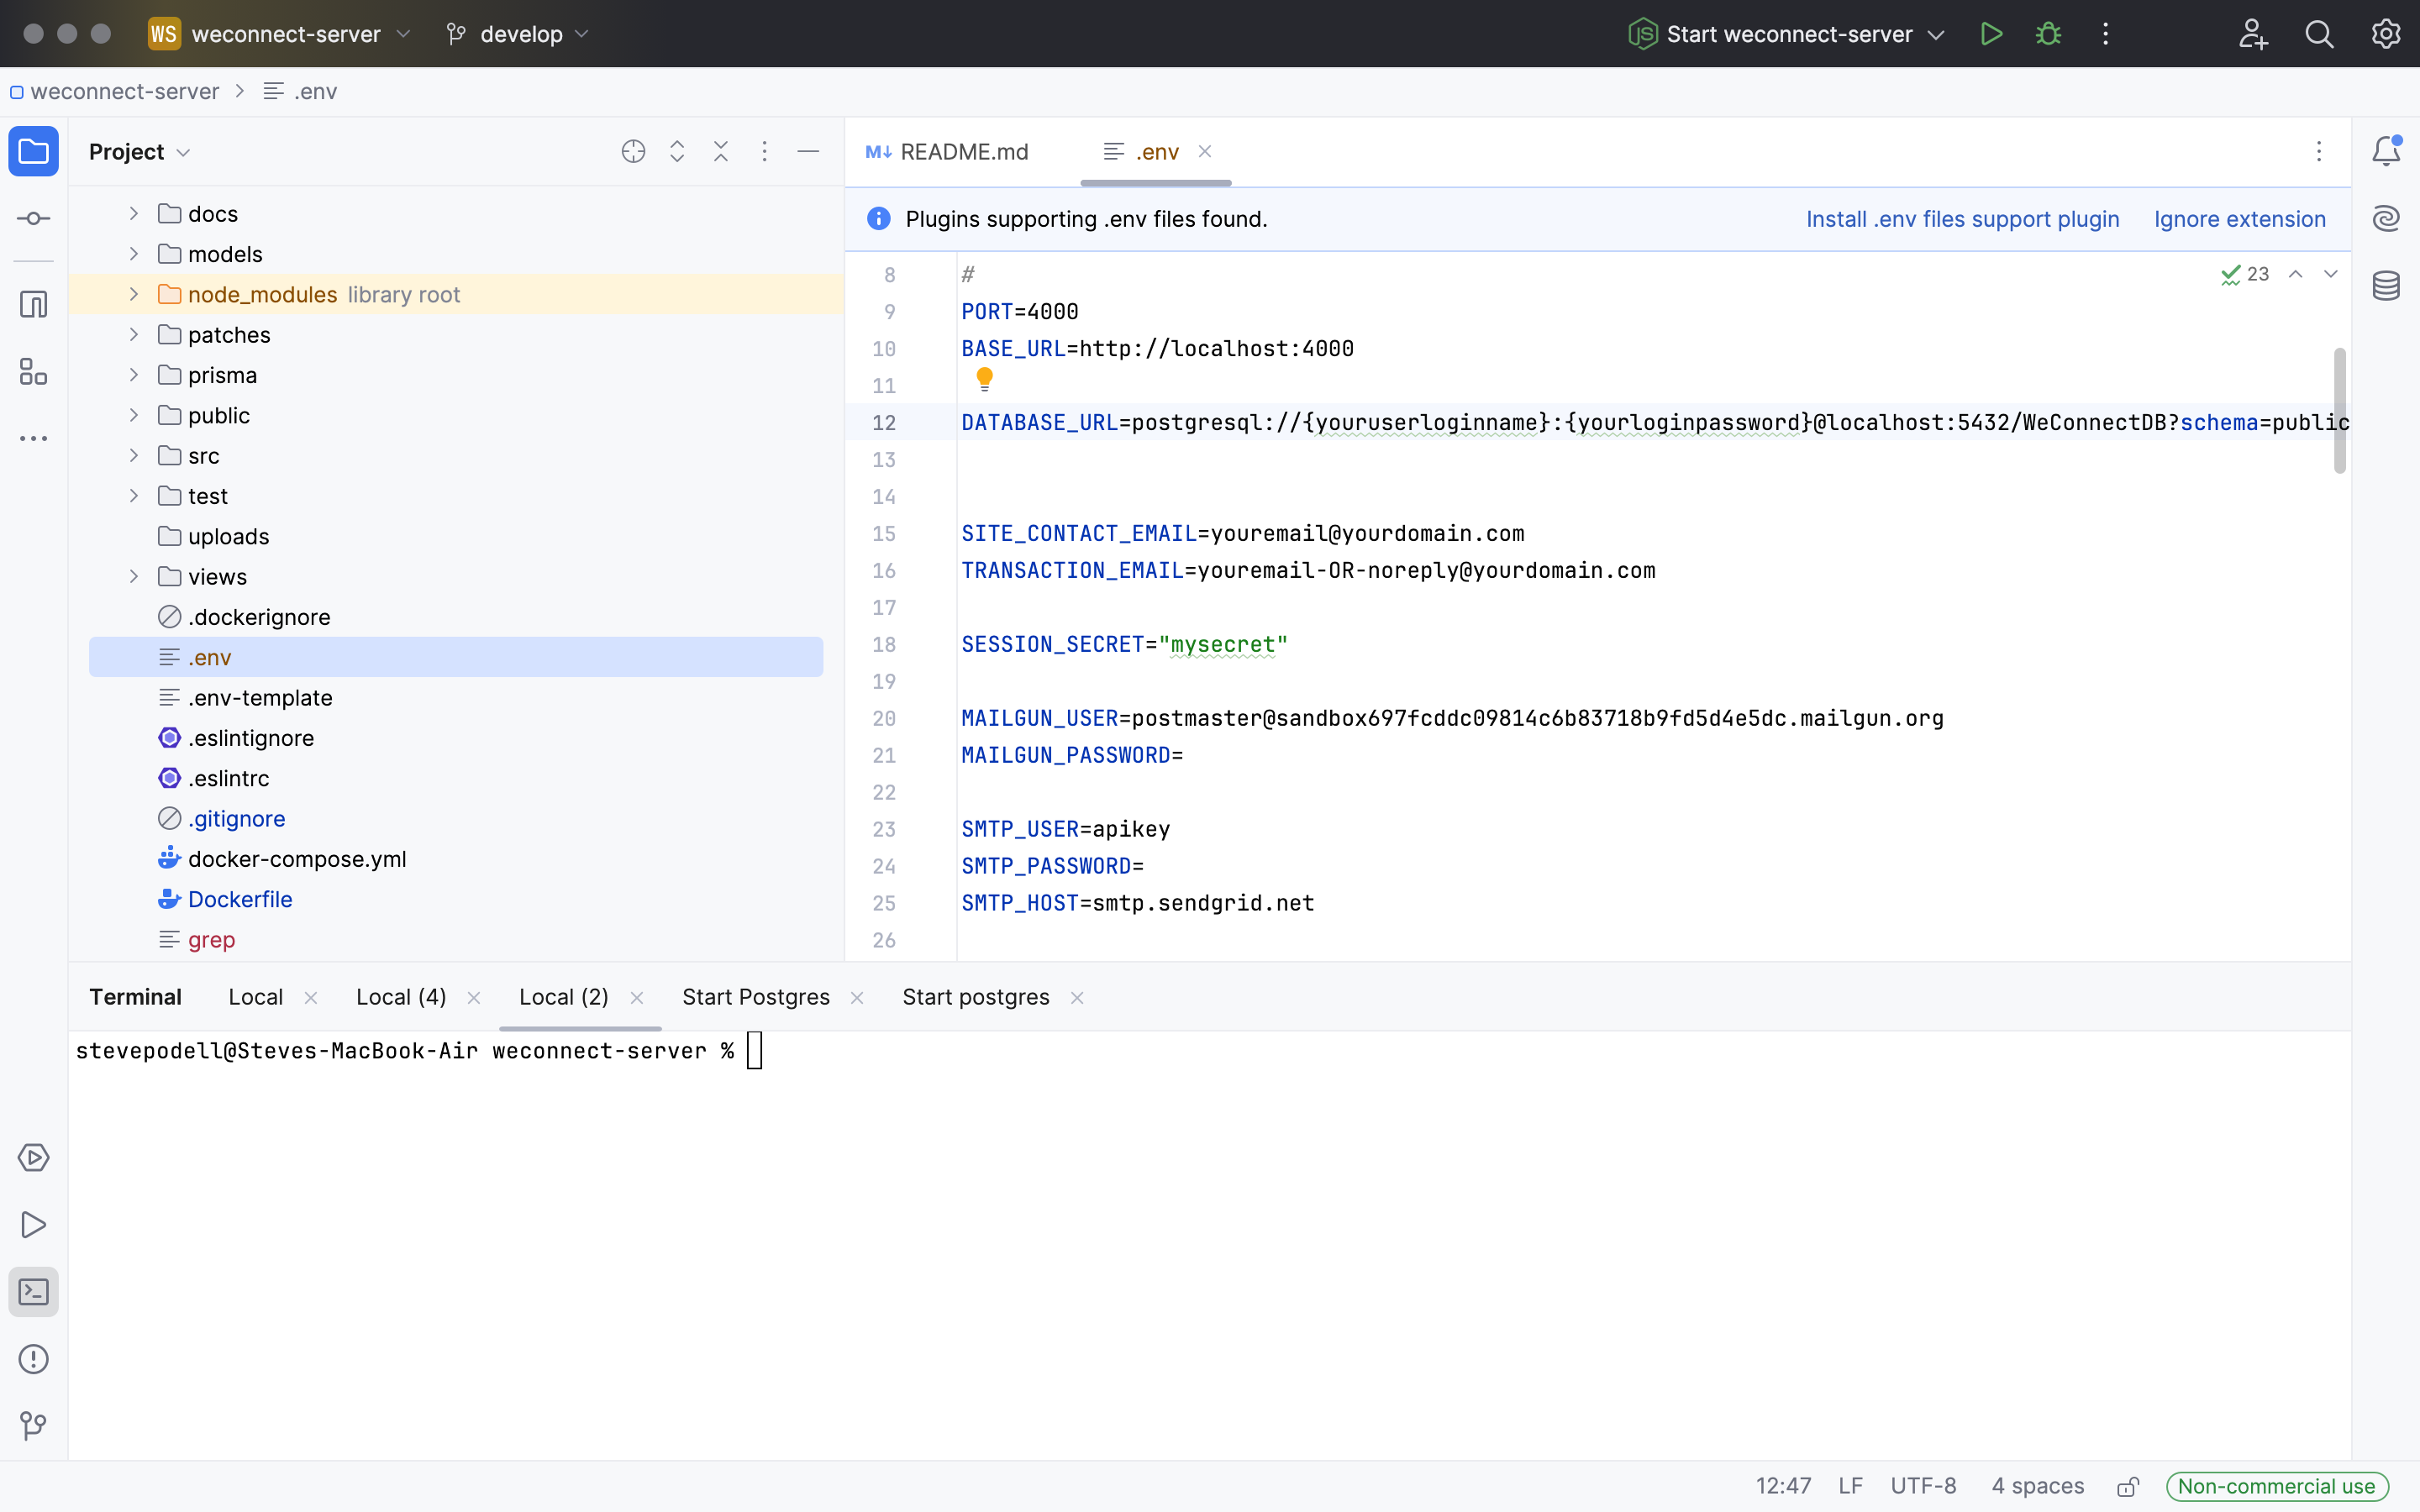 WS weconnect-server develop JS Start weconnect-server
weconnect-server .env
Project
docs
models
node_modules library root
patches
prisma
public
src
test
uploads
views
.dockerignore
.env
.env-template
.eslintignore
.eslintrc
.gitignore
docker-compose.yml
Dockerfile
grep
M↓ README.md .env
Plugins supporting .env files found. Install .env files support plugin Ignore extension
23
8 #
9 PORT=4000
10 BASE_URL=http://localhost:4000
11
12 DATABASE_URL=postgresql://{youruserloginname}:{yourloginpassword}@localhost:5432/WeConnectDB?schema=public
13
14
15 SITE_CONTACT_EMAIL=youremail@yourdomain.com
16 TRANSACTION_EMAIL=youremail-OR-noreply@yourdomain.com
17
18 SESSION_SECRET="mysecret"
19
20 MAILGUN_USER=postmaster@sandbox697fcddc09814c6b83718b9fd5d4e5dc.mailgun.org
21 MAILGUN_PASSWORD=
22
23 SMTP_USER=apikey
24 SMTP_PASSWORD=
25 SMTP_HOST=smtp.sendgrid.net
26
Terminal Local Local (4) Local (2) Start Postgres Start postgres
stevepodell@Steves-MacBook-Air weconnect-server %
12:47 LF UTF-8 4 spaces Non-commercial use